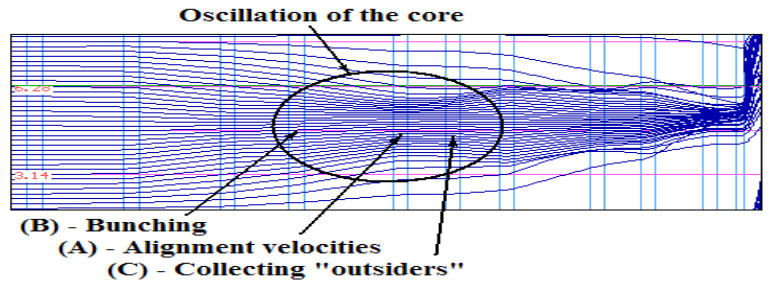 Oscillation of the core
6.28
3.14
(B) - Bunching
(A) - Alignment velocities
(C) - Collecting "outsiders"